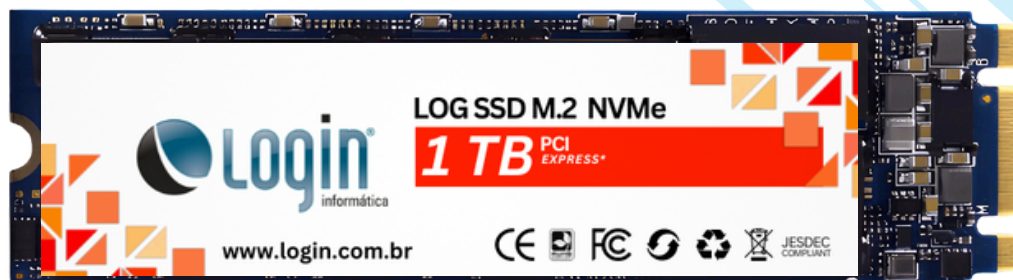 LOG SSD M.2 NVMe
1 TB PCI EXPRESS*
Login®
informática
www.login.com.br
CE FC JESDEC
COMPLIANT
B
M